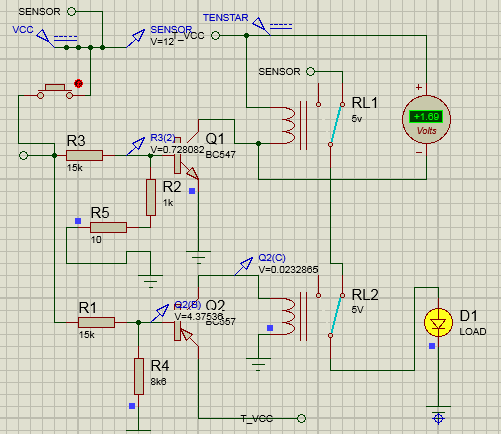 SENSOR
TENSTAR
VCC
SENSOR
V=12
T_VCC
SENSOR
RL1
5v
+1.69
Volts
R3
15k
R3(2)
V=0.728082
Q1
BC547
R2
1k
R5
10
Q2(C)
V=0.0232865
RL2
5V
Q2(B)
V=4.37536
Q2
BC557
R1
15k
D1
LOAD
R4
8k6
T_VCC